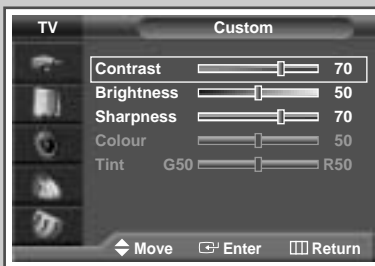 TV Custom
Contrast 70
Brightness 50
Sharpness 70
Colour 50
Tint G50 R50
Move Enter Return